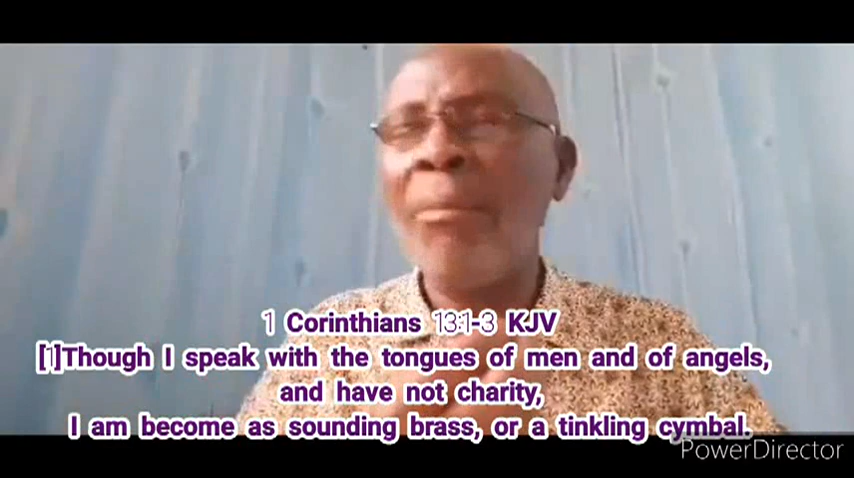 1 Corinthians 13:1-3 KJV
[1]Though I speak with the tongues of men and of angels,
and have not charity,
I am become as sounding brass, or a tinkling cymbal.
PowerDirector